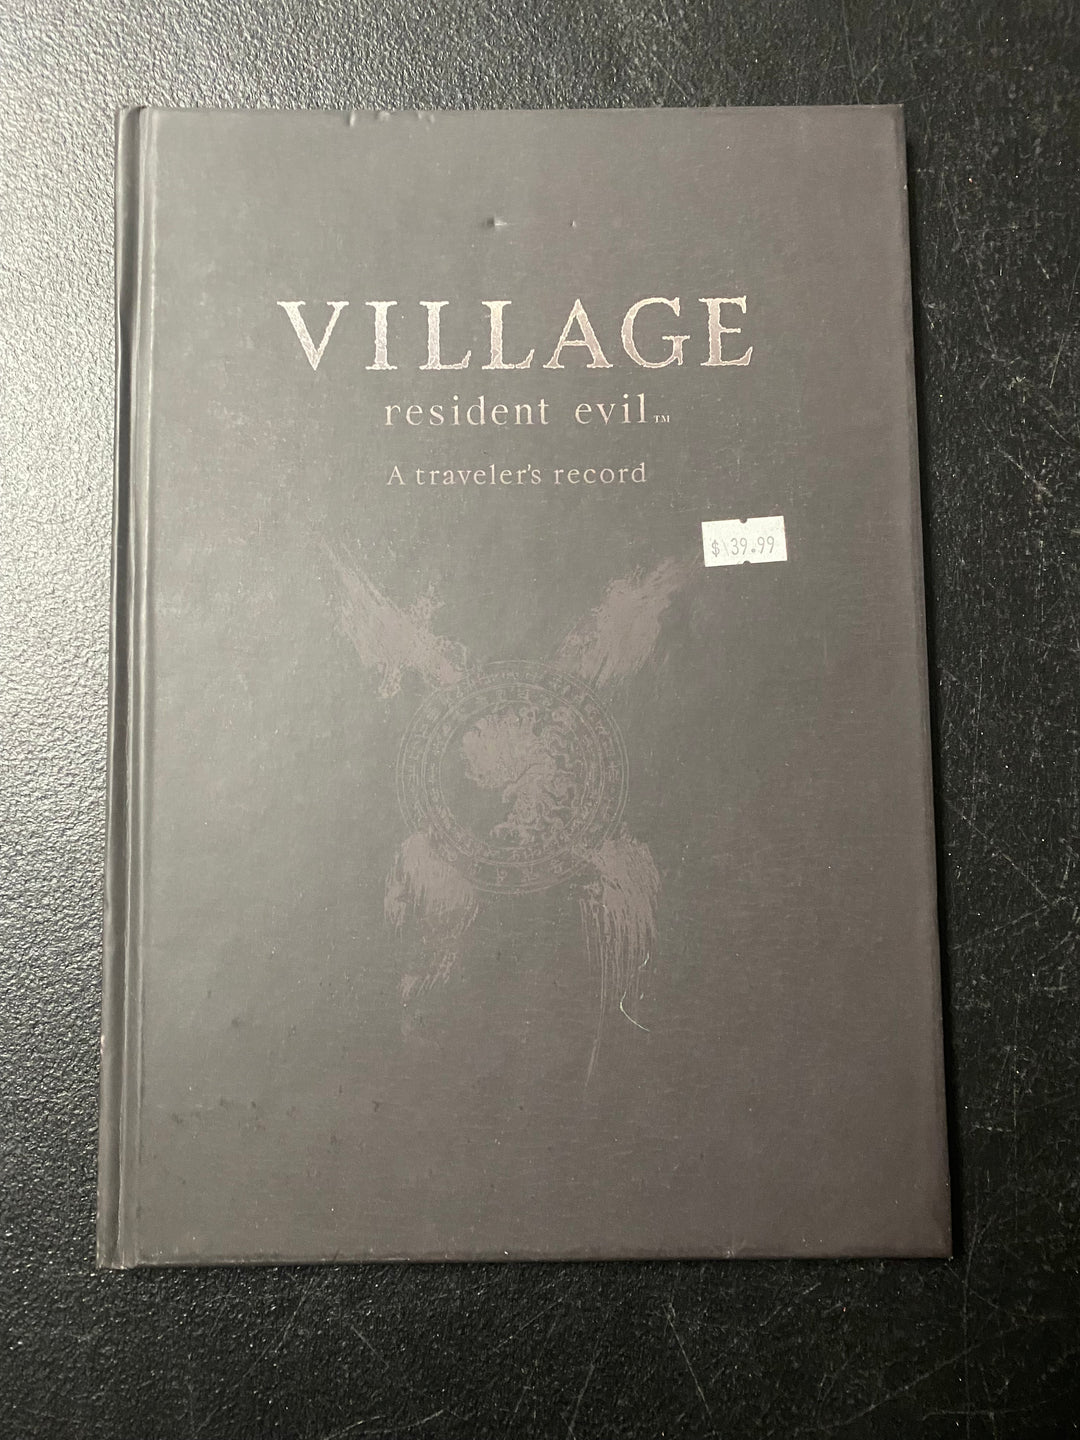 VILLAGE
resident evil™
A traveler's record
$ 39.99